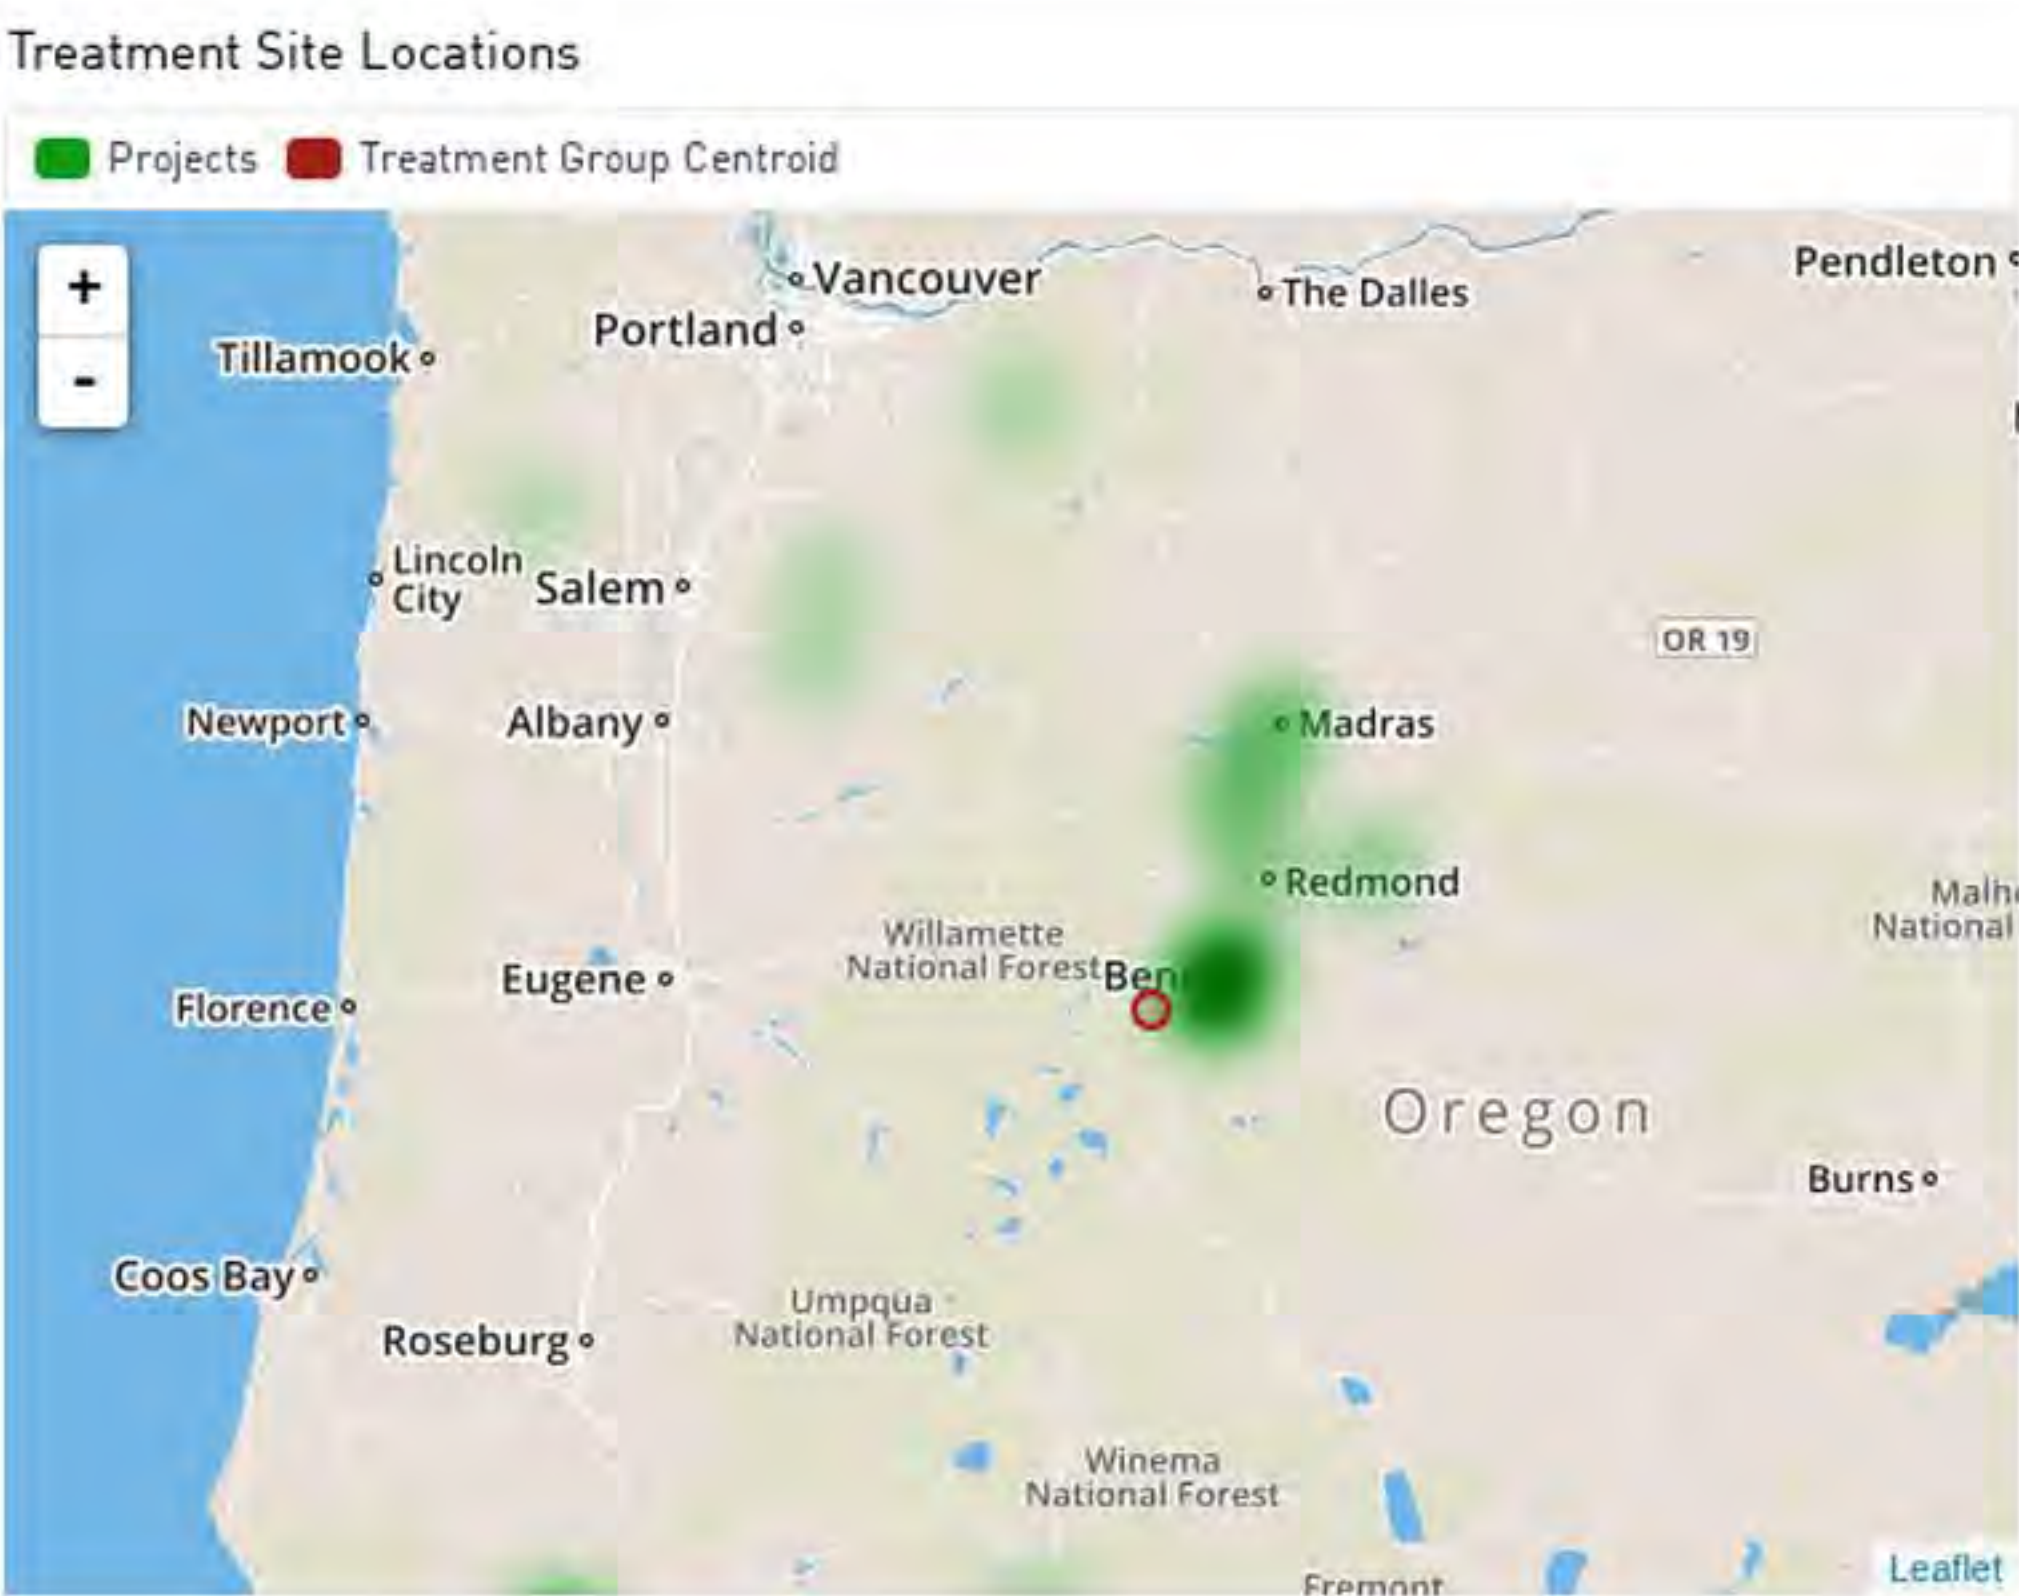 Treatment Site Locations
Projects Treatment Group Centroid
+
-
Vancouver
Pendleton
The Dalles
Portland
Tillamook
Lincoln
City
Salem
OR 19
Newport
Albany
Madras
Redmond
Willamette
National Forest
National
Ben
Eugene
Florence
Oregon
Burns
Coos Bay
Umpqua
National Forest
Roseburg
Winema
National Forest
Leaflet
Fremont